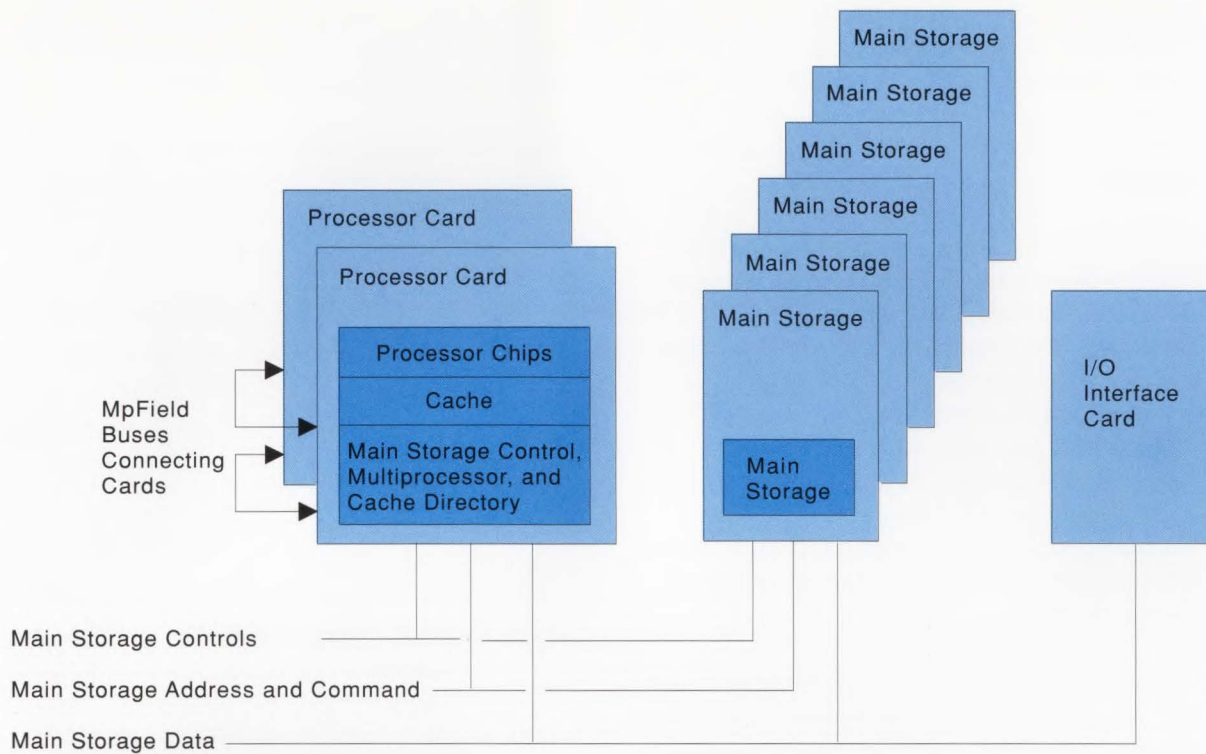 Main Storage
Main Storage
Main Storage
Main Storage
Main Storage
Main Storage
Processor Card
Processor Card
Processor Chips
Cache
Main Storage Control,
Multiprocessor, and
Cache Directory
MpField
Buses
Connecting
Cards
Main
Storage
I/O
Interface
Card
Main Storage Controls
Main Storage Address and Command
Main Storage Data